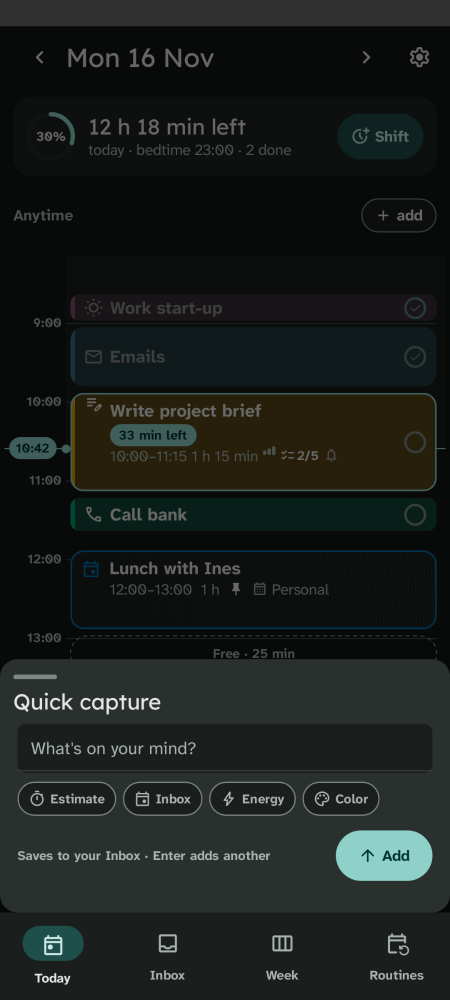 Mon 16 Nov
30%
12 h 18 min left
today · bedtime 23:00 · 2 done
Shift
Anytime
+ add
Work start-up
9:00
Emails
10:00
Write project brief
33 min left
10:42
10:00–11:15 1 h 15 min 2/5
11:00
Call bank
12:00
Lunch with Ines
12:00–13:00 1 h Personal
13:00
Free · 25 min
Quick capture
What's on your mind?
Estimate
Inbox
Energy
Color
Saves to your Inbox · Enter adds another
Add
Today
Inbox
Week
Routines